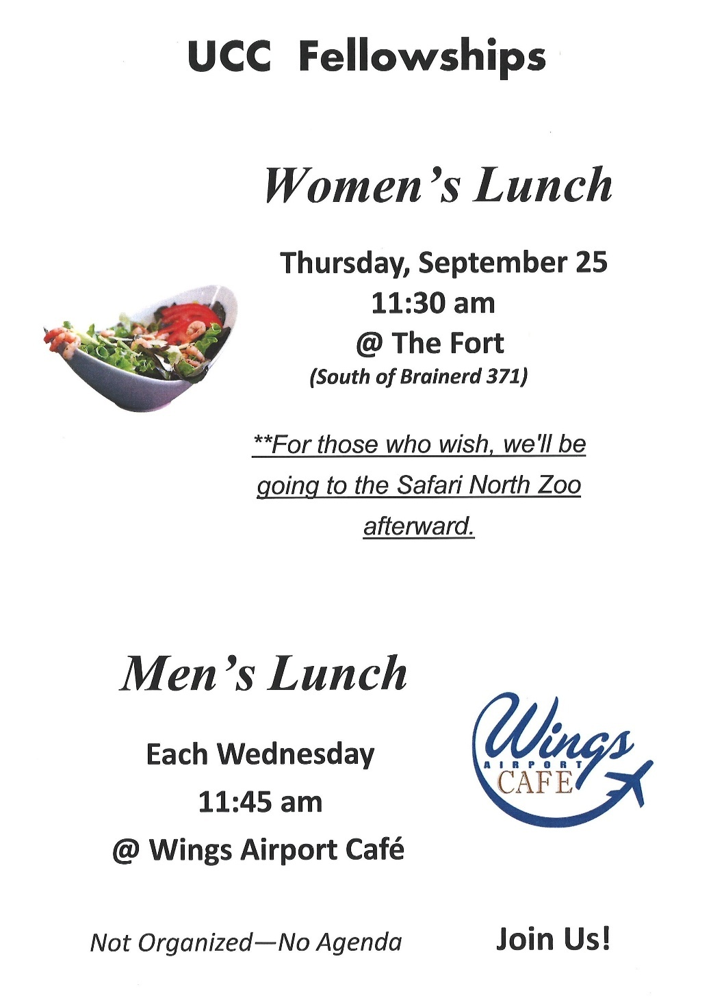 UCC Fellowships
Women's Lunch
Thursday, September 25
11:30 am
@ The Fort
(South of Brainerd 371)
**For those who wish, we'll be
going to the Safari North Zoo
afterward.
Men's Lunch
Each Wednesday
11:45 am
@ Wings Airport Café
Wings
AIRPORT
CAFE
Not Organized—No Agenda
Join Us!